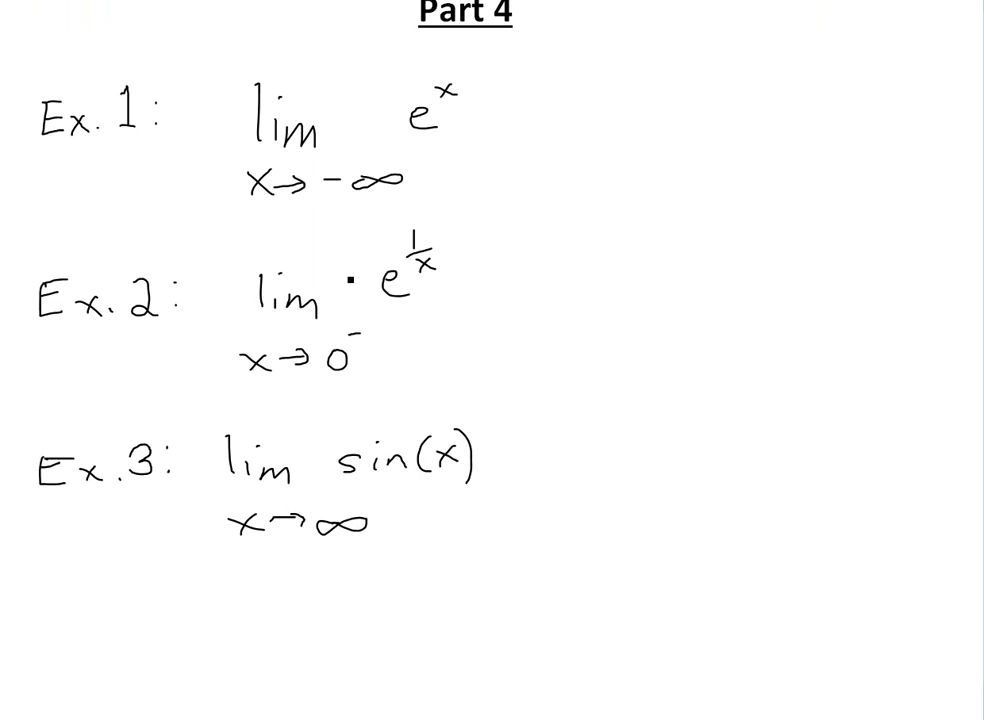 Part 4
Ex. 1: lim e^x
x→ -∞
Ex. 2: lim e^(1/x)
x→0⁻
Ex. 3: lim sin(x)
x→∞